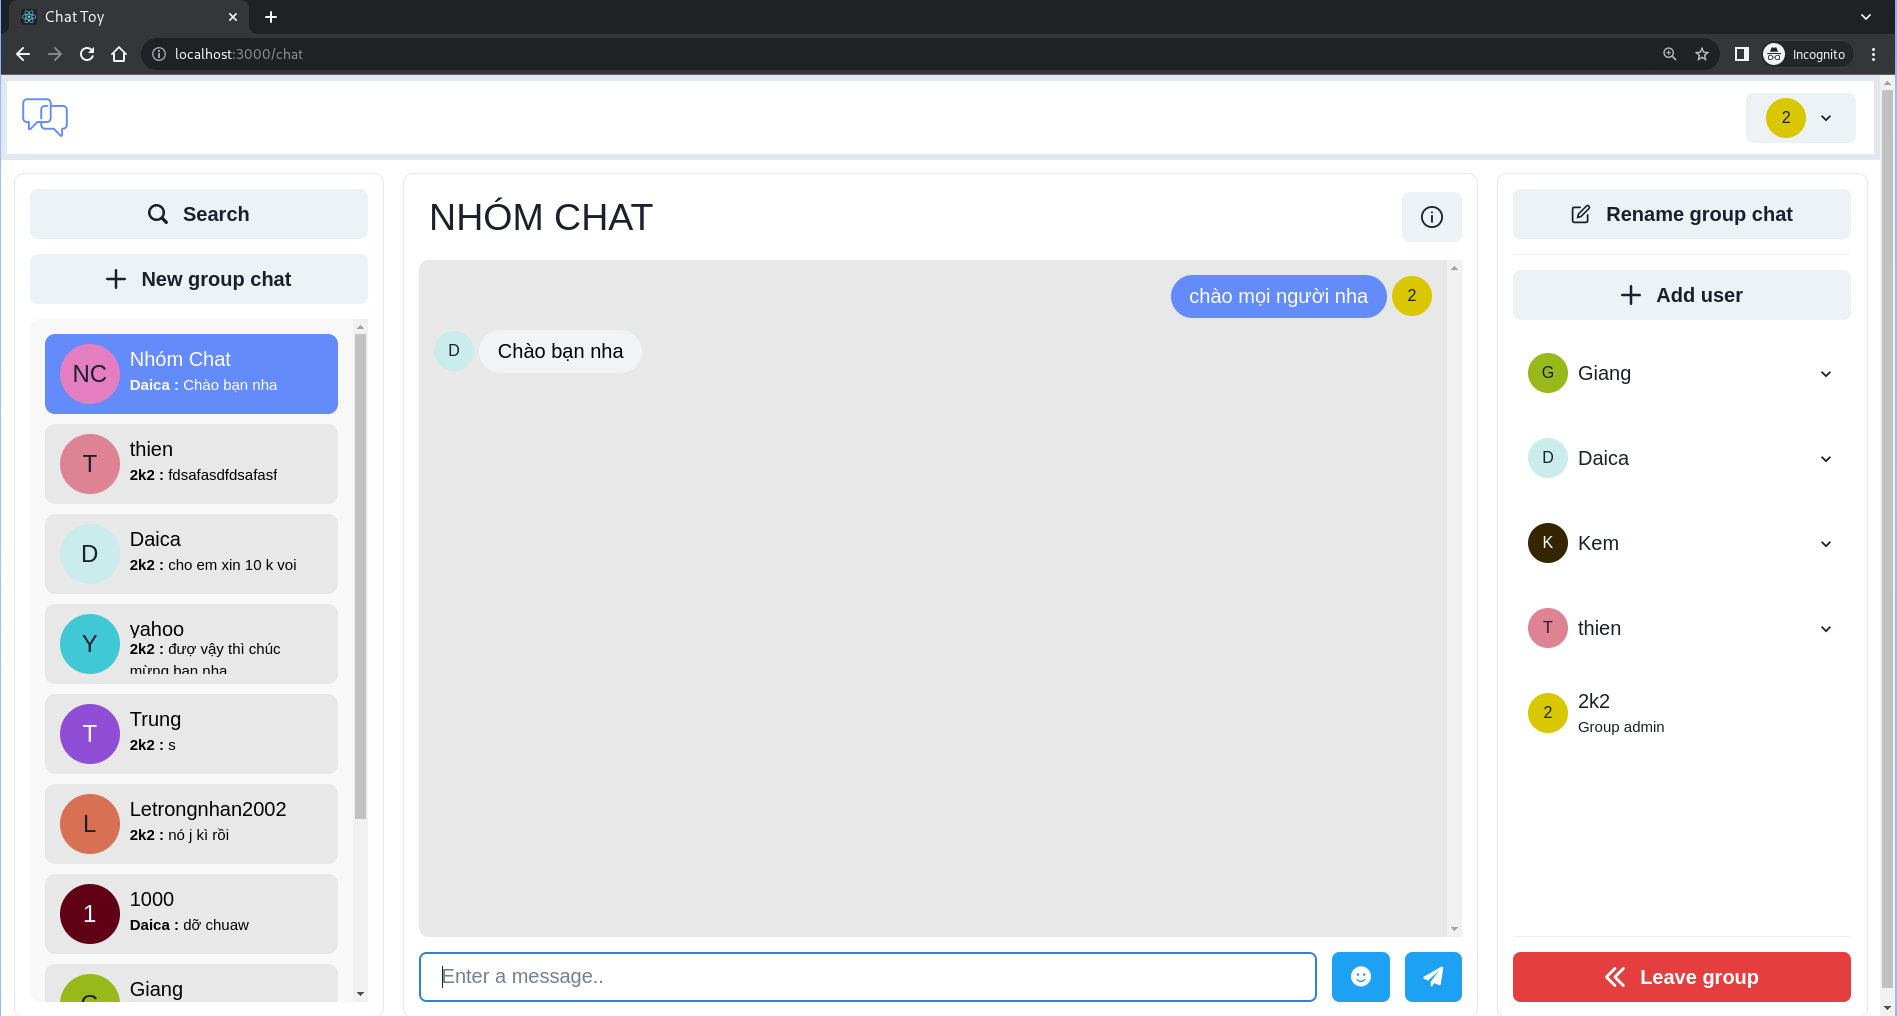 Chat Toy
localhost:3000/chat
Incognito
2
Search
New group chat
NC
Nhóm Chat
Daica : Chào bạn nha
T
thien
2k2 : fdsafasdfdsafasf
D
Daica
2k2 : cho em xin 10 k voi
Y
yahoo
2k2 : đượ vậy thì chúc
mừng bạn nha
T
Trung
2k2 : s
L
Letrongnhan2002
2k2 : nó j kì rồi
1
1000
Daica : dỡ chuaw
G
Giang
NHÓM CHAT
chào mọi người nha
2
D
Chào bạn nha
Enter a message..
Rename group chat
Add user
G
Giang
D
Daica
K
Kem
T
thien
2
2k2
Group admin
Leave group